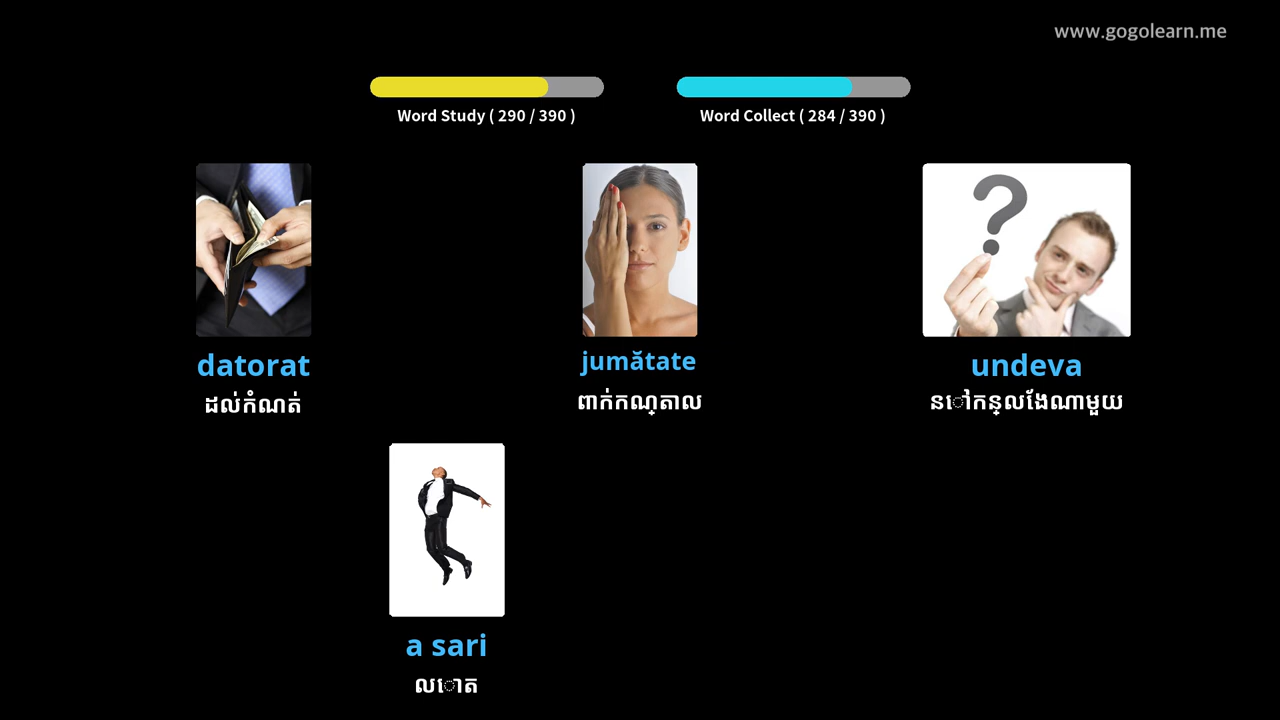 www.gogolearn.me
Word Study ( 290 / 390 )
Word Collect ( 284 / 390 )
datorat
jumătate
undeva
ដល់កំណត់
ពាក់កណ្តាល
នៅកន្លងែណាមួយ
a sari
លោត